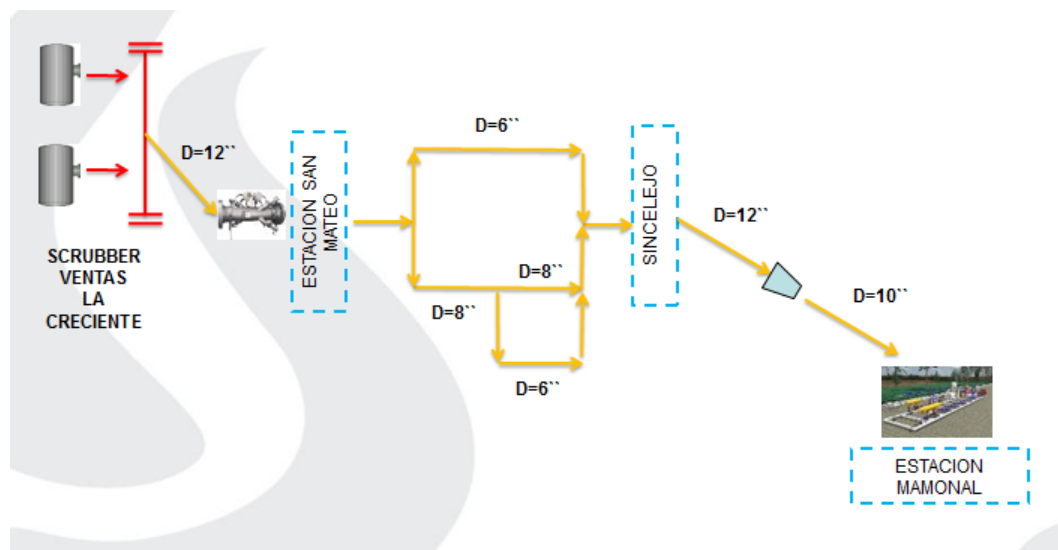 SCRUBBER
VENTAS
LA
CRECIENTE
D=12``
ESTACION SAN
MATEO
D=6``
D=8``
D=8``
D=6``
SINCELEJO
D=12``
D=10``
ESTACION
MAMONAL